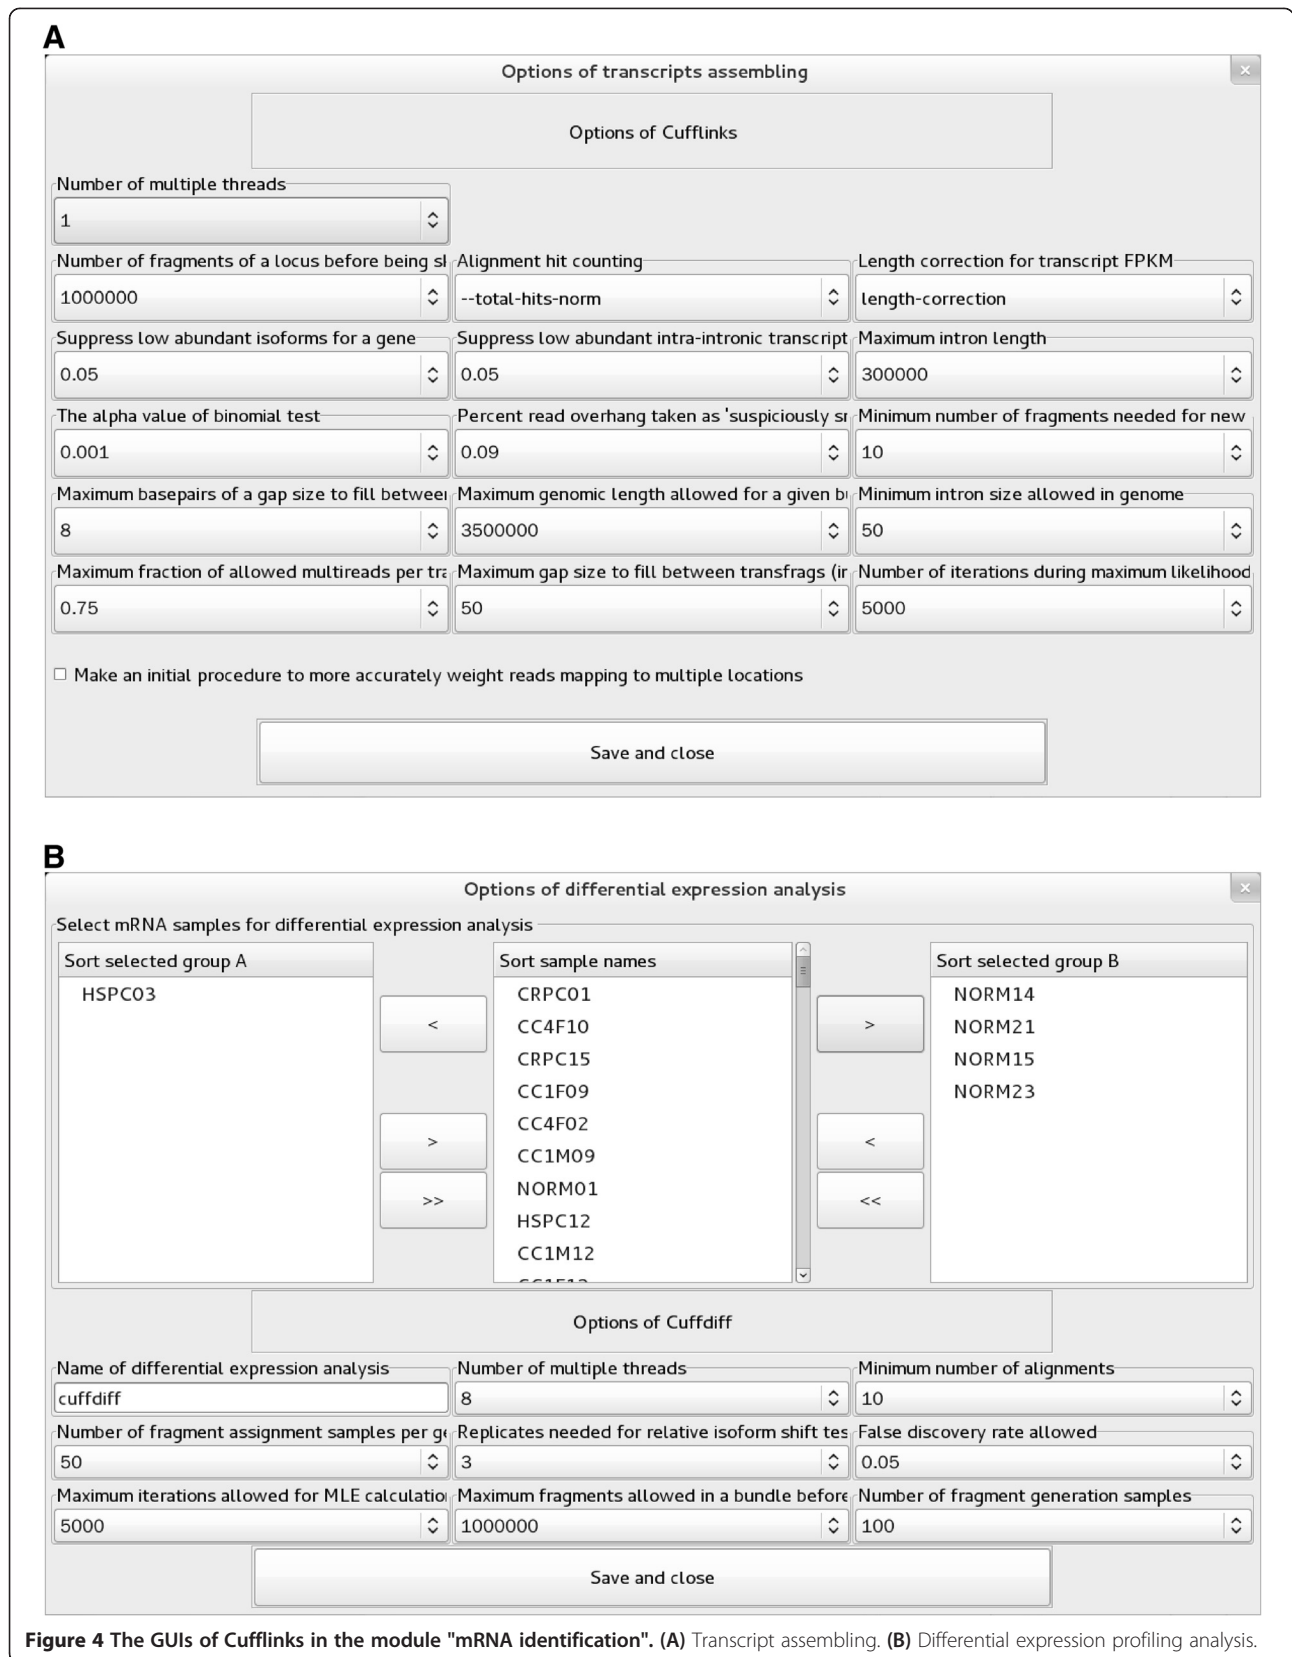 A
Options of transcripts assembling
×
Options of Cufflinks
Number of multiple threads
1
Number of fragments of a locus before being
Alignment hit counting
Length correction for transcript FPKM
1000000
--total-hits-norm
length-correction
Suppress low abundant isoforms for a gene
Suppress low abundant intra-intronic transcript
Maximum intron length
0.05
0.05
300000
The alpha value of binomial test
Percent read overhang taken as 'suspiciously
Minimum number of fragments needed for new
0.001
0.09
10
Maximum basepairs of a gap size to fill between
Maximum genomic length allowed for a given
Minimum intron size allowed in genome
8
3500000
50
Maximum fraction of allowed multireads per
Maximum gap size to fill between transfrags
Number of iterations during maximum likelihood
0.75
50
5000
Make an initial procedure to more accurately weight reads mapping to multiple locations
Save and close
B
Options of differential expression analysis
×
Select mRNA samples for differential expression analysis
Sort selected group A
HSPC03
<
>
>>
Sort sample names
CRPC01
CC4F10
CRPC15
CC1F09
CC4F02
CC1M09
NORM01
HSPC12
CC1M12
>
<
<<
Sort selected group B
NORM14
NORM21
NORM15
NORM23
Options of Cuffdiff
Name of differential expression analysis
Number of multiple threads
Minimum number of alignments
cuffdiff
8
10
Number of fragment assignment samples per
Replicates needed for relative isoform shift tes
False discovery rate allowed
50
3
0.05
Maximum iterations allowed for MLE calculation
Maximum fragments allowed in a bundle before
Number of fragment generation samples
5000
1000000
100
Save and close
Figure 4 The GUIs of Cufflinks in the module "mRNA identification". (A) Transcript assembling. (B) Differential expression profiling analysis.